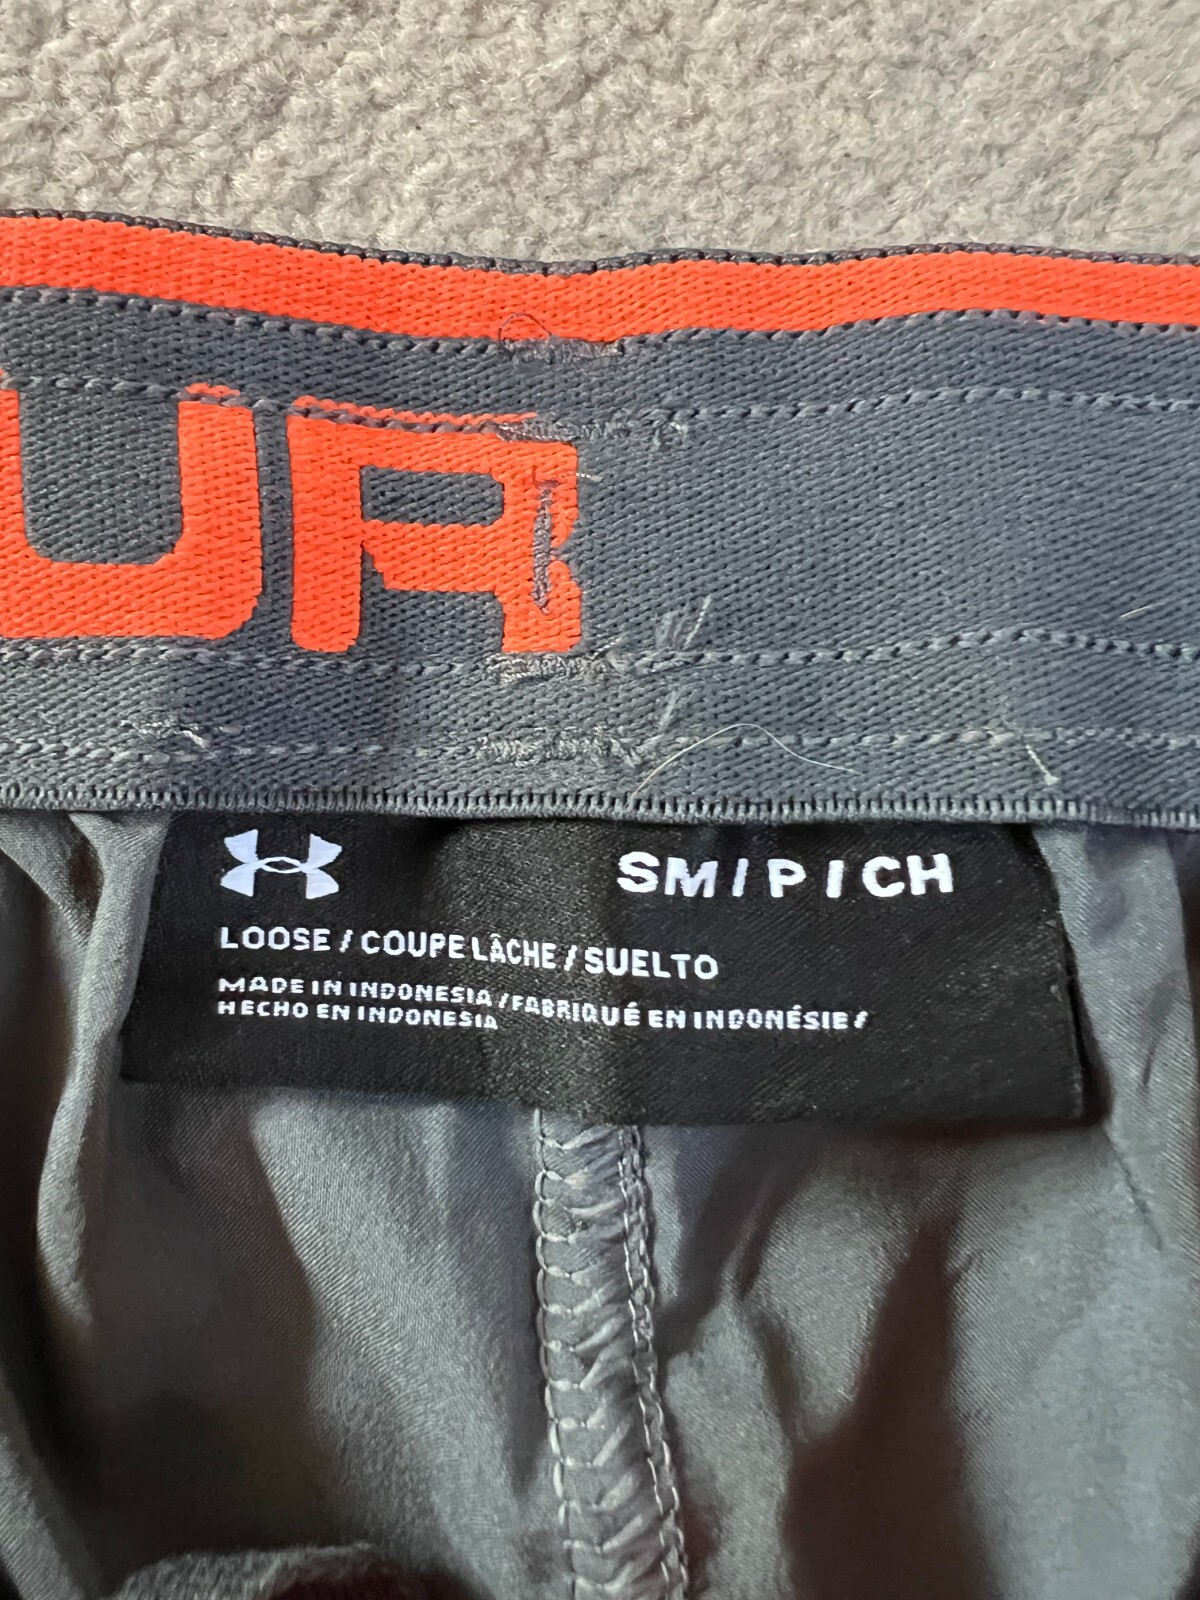 UR
SM / P / CH
LOOSE / COUPE LÂCHE / SUELTO
MADE IN INDONESIA / FABRIQUÉ EN INDONÉSIE /
HECHO EN INDONESIA